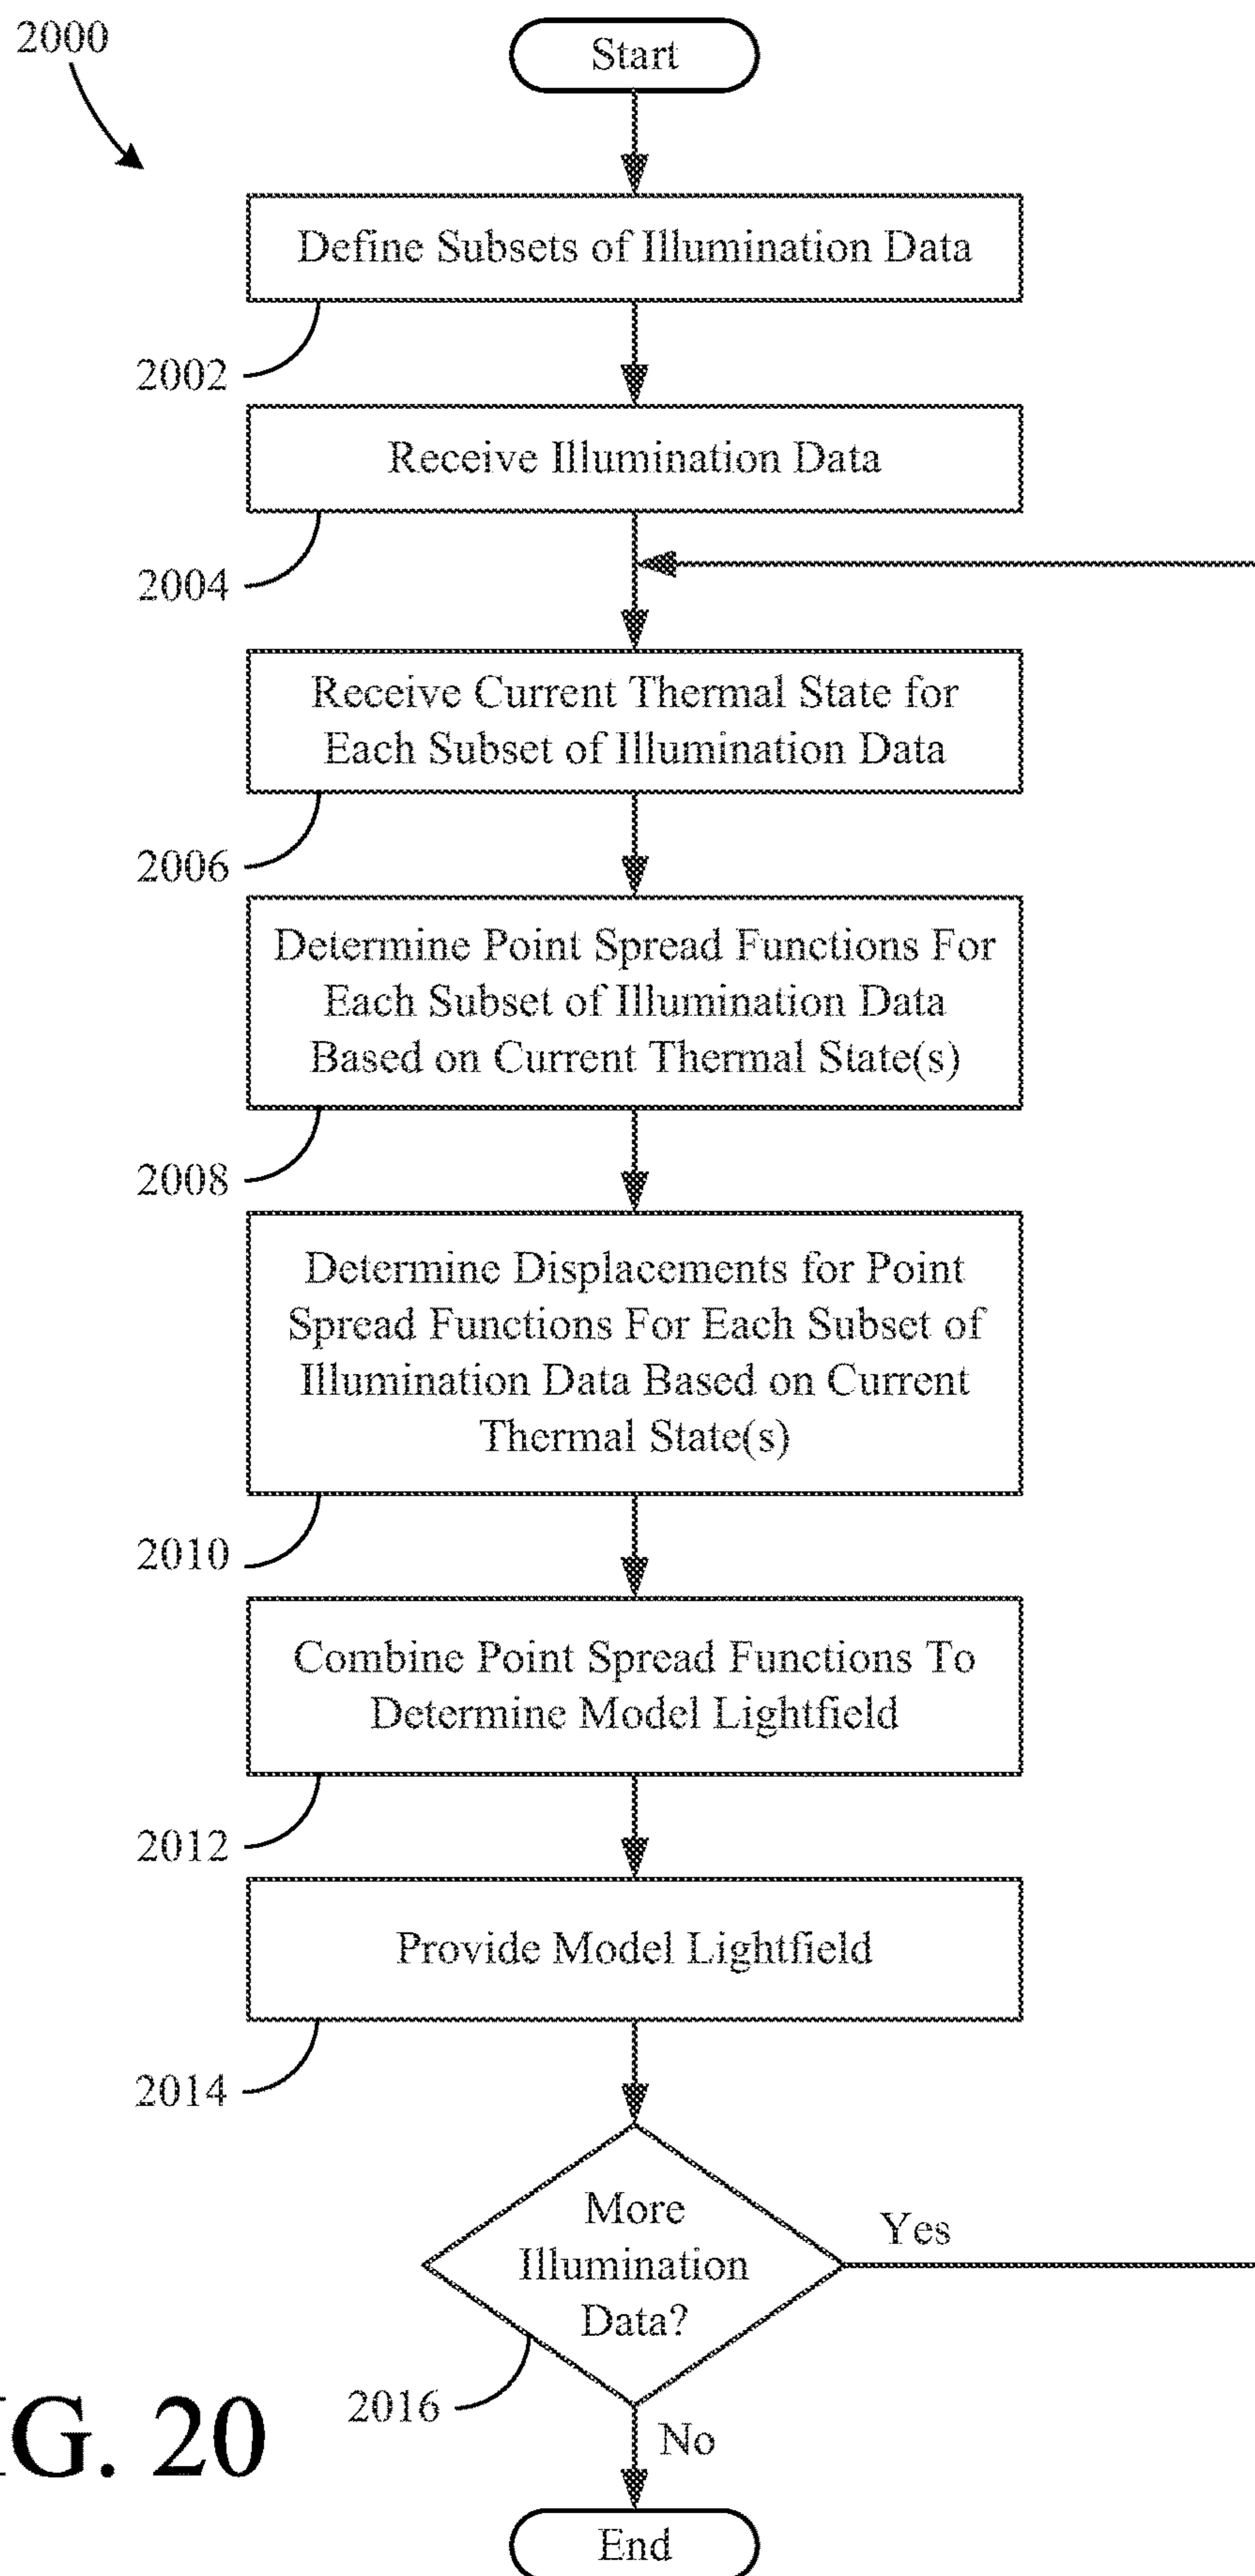 2000
Start
Define Subsets of Illumination Data
2002
Receive Illumination Data
2004
Receive Current Thermal State for
Each Subset of Illumination Data
2006
Determine Point Spread Functions For
Each Subset of Illumination Data
Based on Current Thermal State(s)
2008
Determine Displacements for Point
Spread Functions For Each Subset of
Illumination Data Based on Current
Thermal State(s)
2010
Combine Point Spread Functions To
Determine Model Lightfield
2012
Provide Model Lightfield
2014
More
Illumination
Data?
Yes
2016
No
G. 20
End